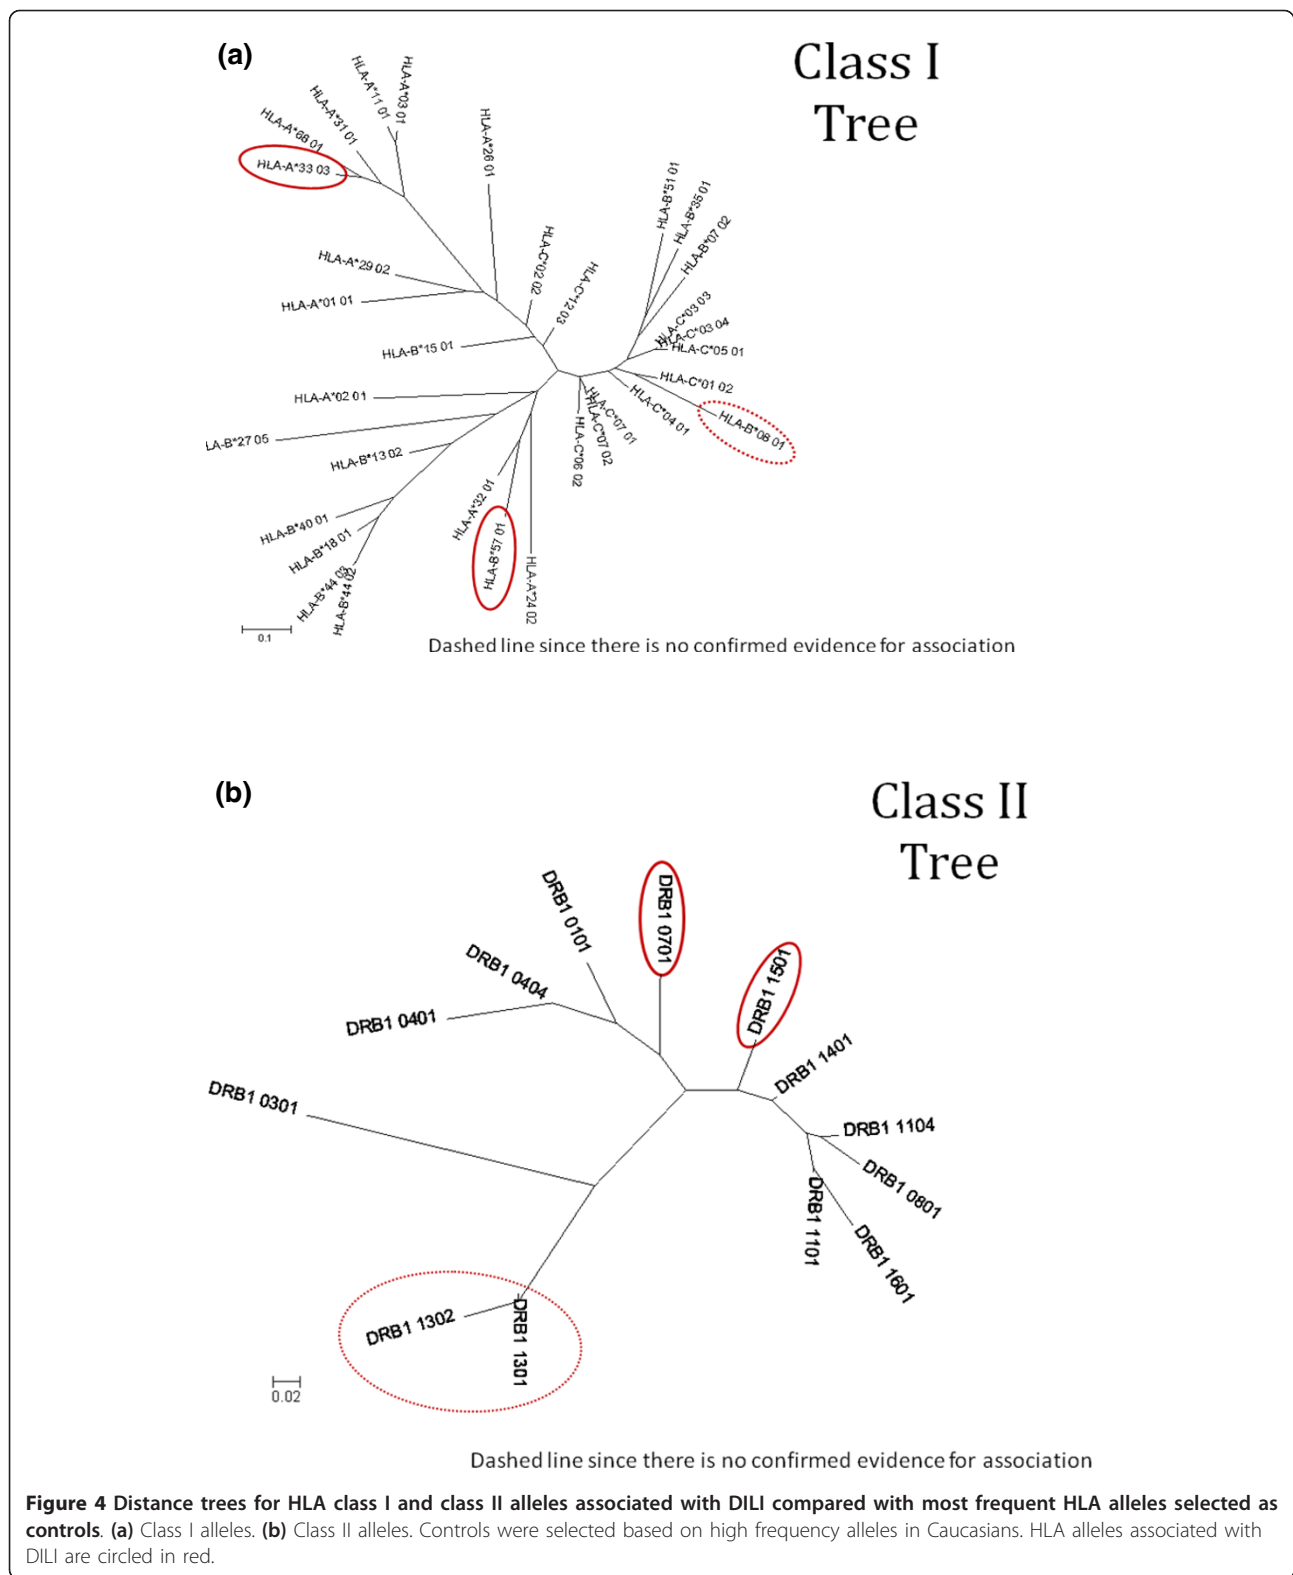 (a)
Class I
Tree
HLA-A*11 01
HLA-A*03 01
HLA-A*31 01
HLA-A*68 01
HLA-A*33 03
HLA-A*26 01
HLA-B*51 01
HLA-B*35 01
HLA-B*07 02
HLA-C*02 02
HLA-C*12 03
HLA-A*29 02
HLA-A*01 01
HLA-C*03 03
HLA-C*03 04
HLA-C*05 01
HLA-B*15 01
HLA-C*01 02
HLA-A*02 01
HLA-C*04 01
HLA-B*08 01
HLA-C*07 01
HLA-C*07 02
HLA-C*06 02
LA-B*27 05
HLA-B*13 02
HLA-A*32 01
HLA-B*40 01
HLA-B*18 01
HLA-B*57 01
HLA-A*24 02
HLA-B*44 03
HLA-B*44 02
0.1
Dashed line since there is no confirmed evidence for association
(b)
Class II
Tree
DRB1 0101
DRB1 0701
DRB1 0404
DRB1 1501
DRB1 0401
DRB1 1401
DRB1 0301
DRB1 1104
DRB1 0801
DRB1 1101
DRB1 1601
DRB1 1302
DRB1 1301
0.02
Dashed line since there is no confirmed evidence for association
Figure 4 Distance trees for HLA class I and class II alleles associated with DILI compared with most frequent HLA alleles selected as
controls. (a) Class I alleles. (b) Class II alleles. Controls were selected based on high frequency alleles in Caucasians. HLA alleles associated with
DILI are circled in red.